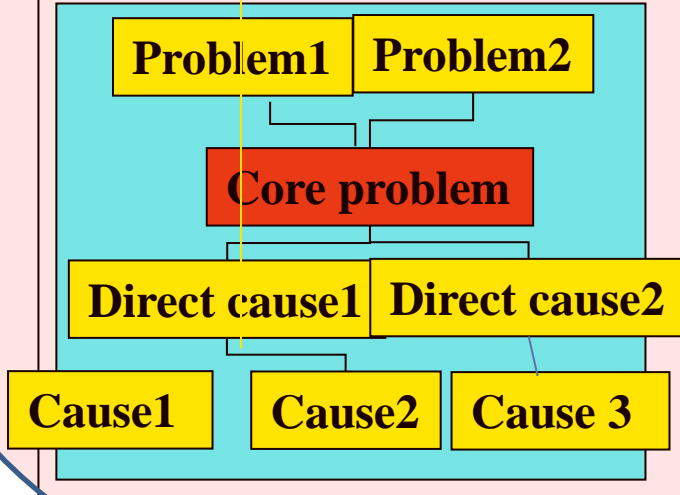 Problem1
Problem2
Core problem
Direct cause1
Direct cause2
Cause1
Cause2
Cause 3